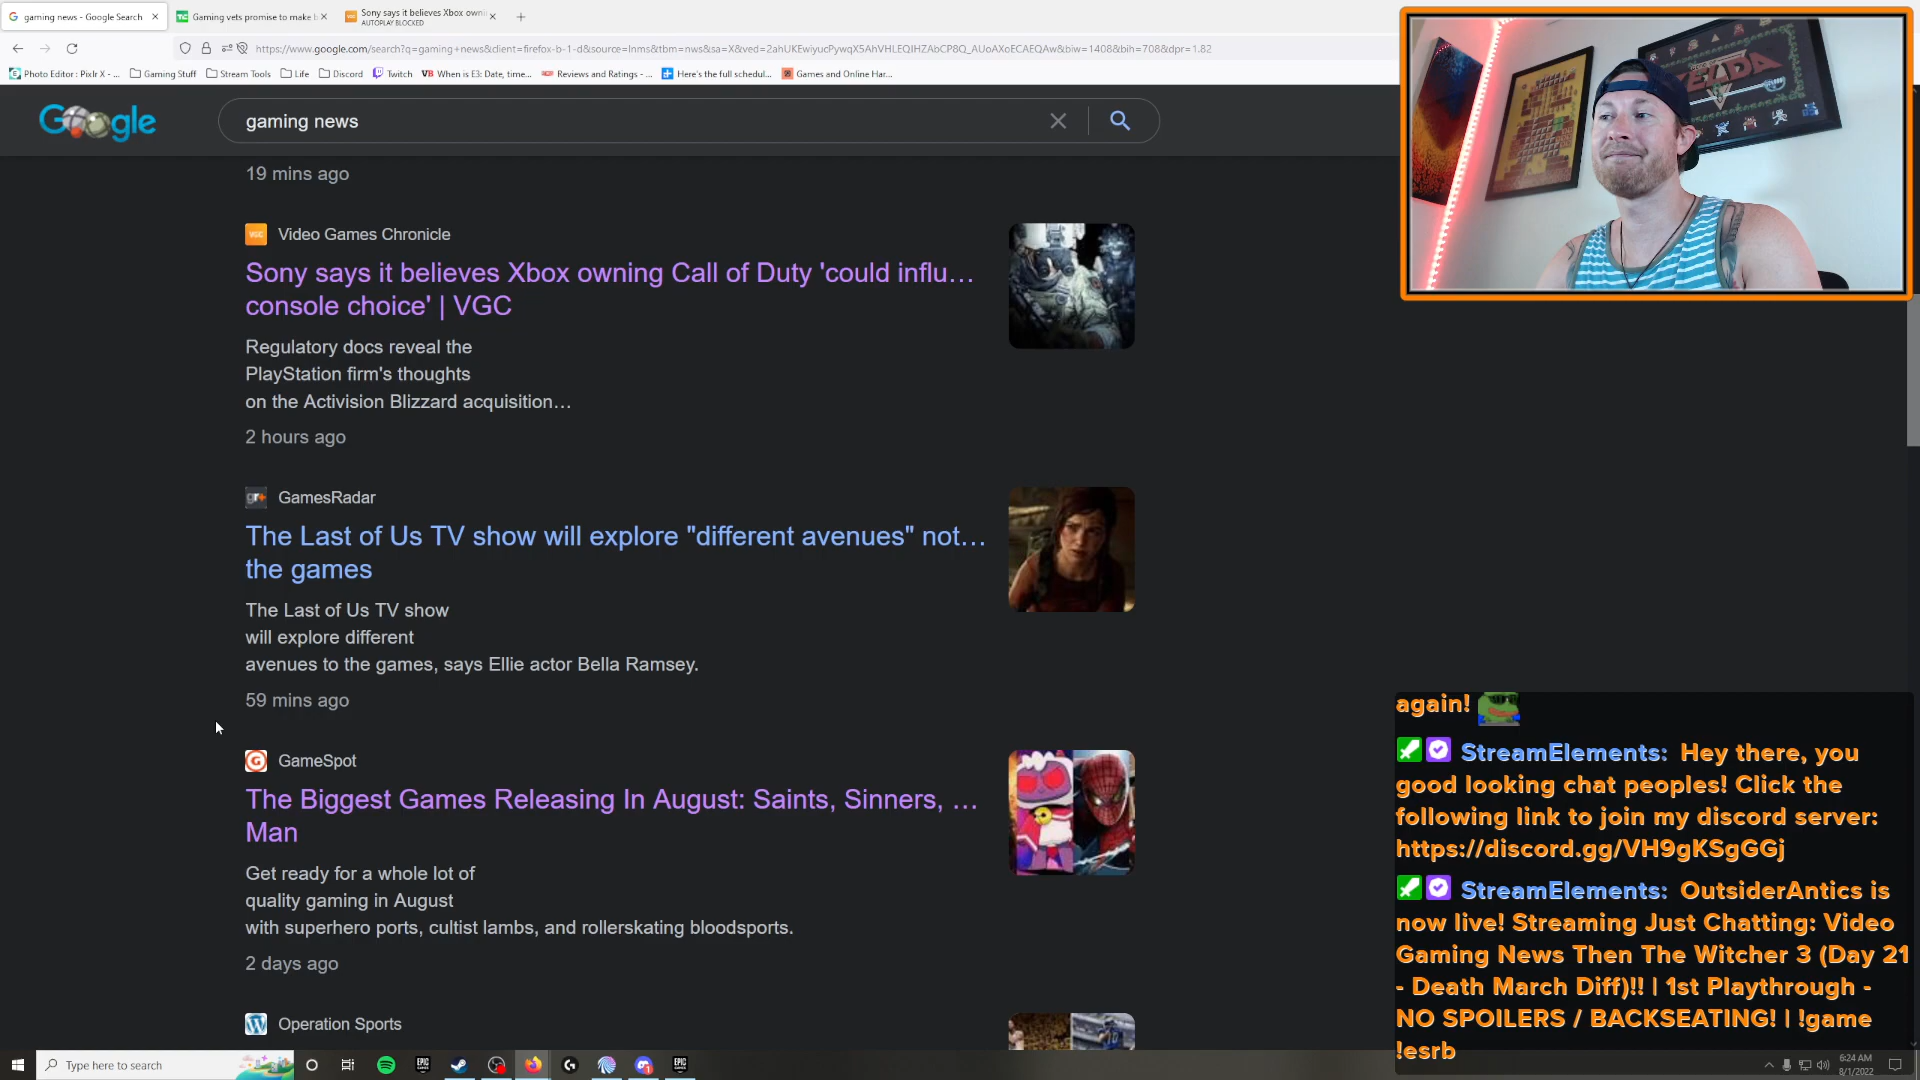 gaming news - Google Search
Gaming vets promise to make b
Sony says it believes Xbox owni
AUTOPLAY BLOCKED
https://www.google.com/search?q=gaming+news&client=firefox-b-1-d&source=lnms&tbm=nws&sa=X&ved=2ahUKEwiyucPywqX5AhVHLEQIHZAbCP8Q_AUoAXoECAEQAw&biw=1408&bih=708&dpr=1.82
Photo Editor : Pixlr X - ... Gaming Stuff Stream Tools Life Discord Twitch When is E3: Date, time... Reviews and Ratings - ... Here's the full schedul... Games and Online Har...
Google
gaming news
19 mins ago
Video Games Chronicle
Sony says it believes Xbox owning Call of Duty 'could influ...
console choice' | VGC
Regulatory docs reveal the
PlayStation firm's thoughts
on the Activision Blizzard acquisition...
2 hours ago
GamesRadar
The Last of Us TV show will explore "different avenues" not...
the games
The Last of Us TV show
will explore different
avenues to the games, says Ellie actor Bella Ramsey.
59 mins ago
GameSpot
The Biggest Games Releasing In August: Saints, Sinners, ...
Man
Get ready for a whole lot of
quality gaming in August
with superhero ports, cultist lambs, and rollerskating bloodsports.
2 days ago
Operation Sports
ZELDA
again!
StreamElements: Hey there, you
good looking chat peoples! Click the
following link to join my discord server:
https://discord.gg/VH9gKSgGGj
StreamElements: OutsiderAntics is
now live! Streaming Just Chatting: Video
Gaming News Then The Witcher 3 (Day 21
- Death March Diff)!! | 1st Playthrough -
NO SPOILERS / BACKSEATING! | !game
!esrb
Type here to search
6:24 AM
8/1/2022